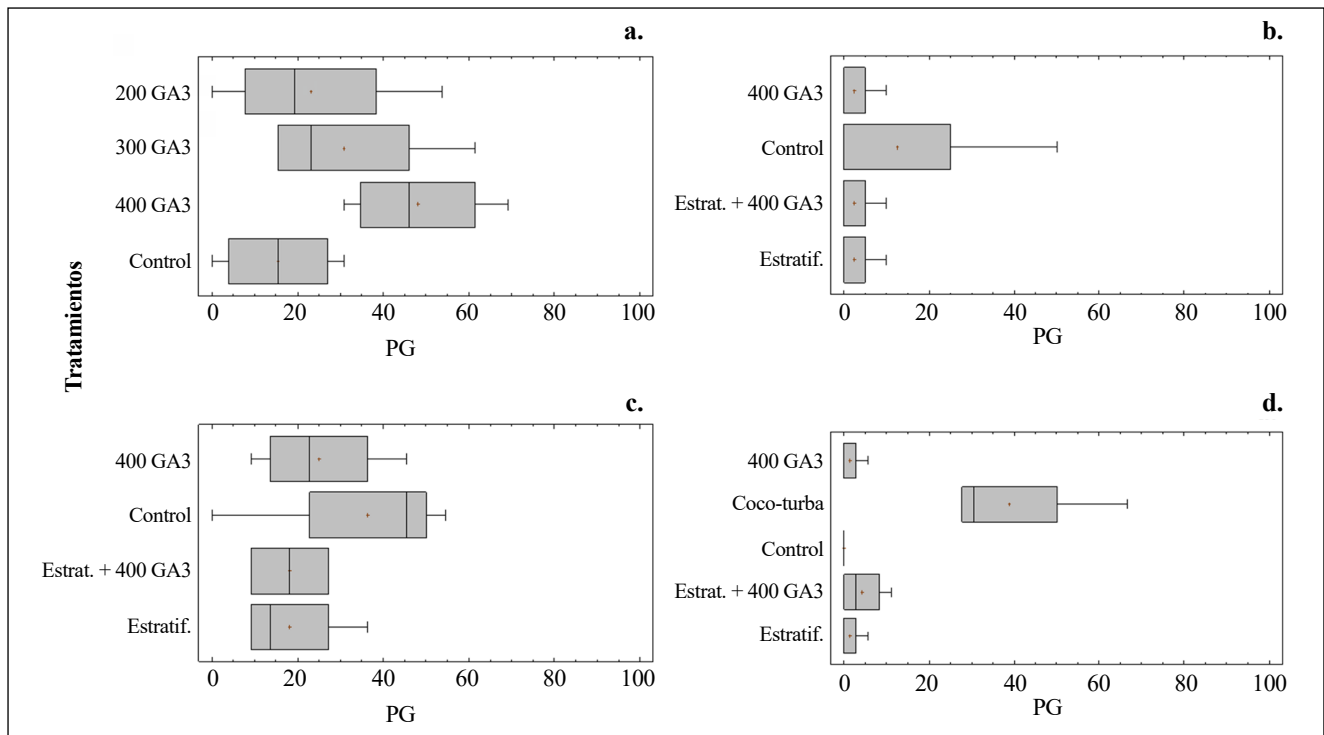 Tratamientos
a.
200 GA3
300 GA3
400 GA3
Control
0 20 40 60 80 100
PG
b.
400 GA3
Control
Estrat. + 400 GA3
Estratif.
0 20 40 60 80 100
PG
c.
400 GA3
Control
Estrat. + 400 GA3
Estratif.
0 20 40 60 80 100
PG
d.
400 GA3
Coco-turba
Control
Estrat. + 400 GA3
Estratif.
0 20 40 60 80 100
PG